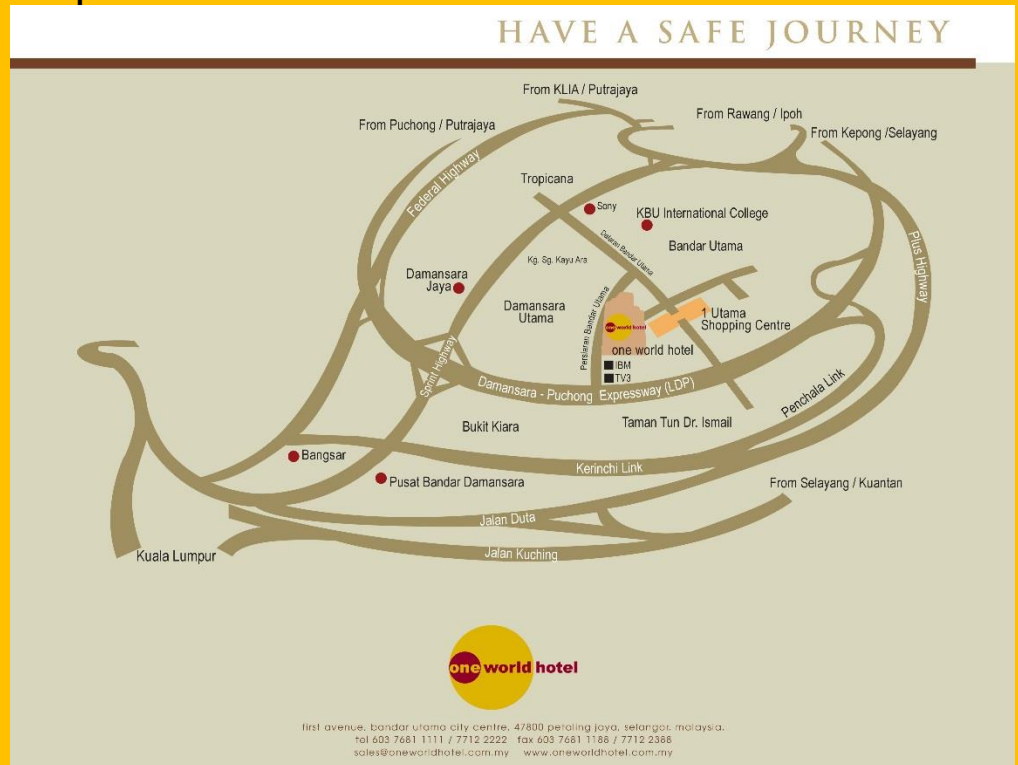 HAVE A SAFE JOURNEY
From KLIA / Putrajaya
From Rawang / Ipoh
From Puchong / Putrajaya
From Kepong /Selayang
Federal Highway
Tropicana
Sony
KBU International College
Plus Highway
Dataran Bandar Utama
Bandar Utama
Kg. Sg. Kayu Ara
Damansara
Jaya
Damansara
Utama
Persiaran Bandar Utama
one world hotel
1 Utama
Shopping Centre
one world hotel
IBM
TV3
Sprint Highway
Damansara - Puchong Expressway (LDP)
Penchala Link
Bukit Kiara
Taman Tun Dr. Ismail
Bangsar
Kerinchi Link
Pusat Bandar Damansara
From Selayang / Kuantan
Jalan Duta
Jalan Kuching
Kuala Lumpur
one world hotel
first avenue, bandar utama city centre, 47800 petaling jaya, selangor, malaysia.
tel 603 7681 1111 / 7712 2222 fax 603 7681 1188 / 7712 2388
sales@oneworldhotel.com.my www.oneworldhotel.com.my